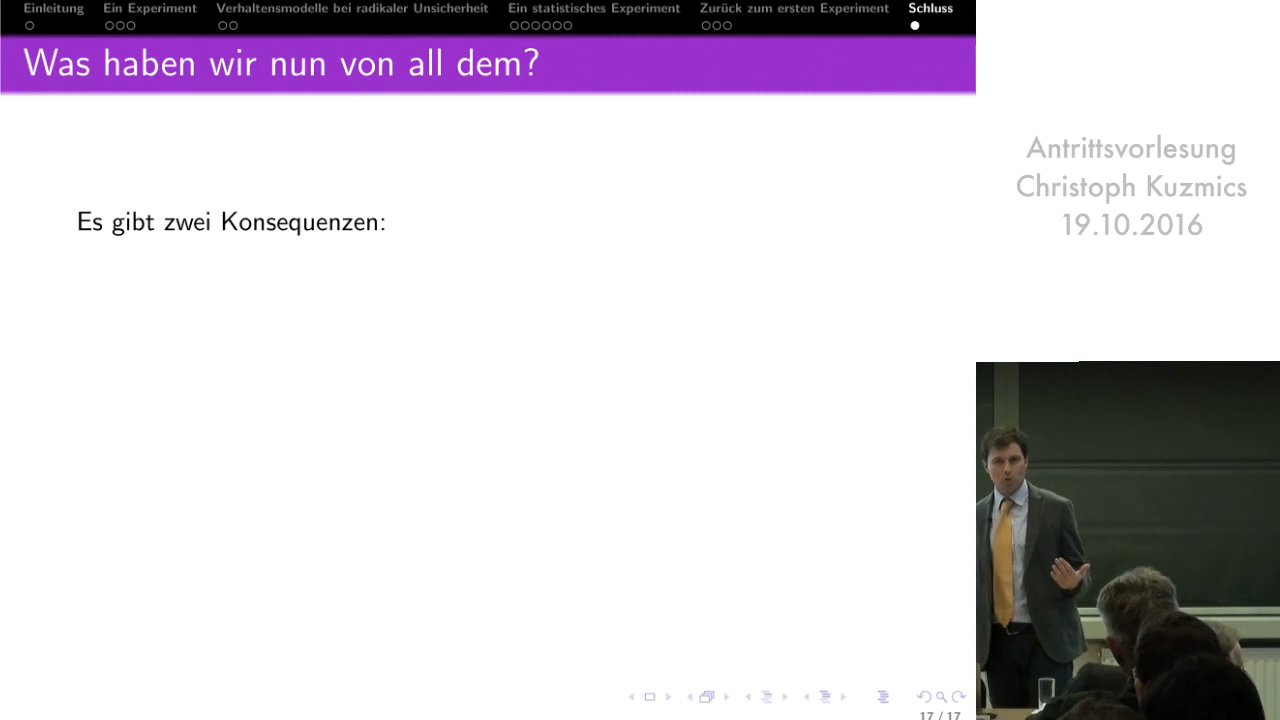 Einleitung Ein Experiment Verhaltensmodelle bei radikaler Unsicherheit Ein statistisches Experiment Zurück zum ersten Experiment Schluss
Was haben wir nun von all dem?
Es gibt zwei Konsequenzen:
17 / 17
Antrittsvorlesung
Christoph Kuzmics
19.10.2016